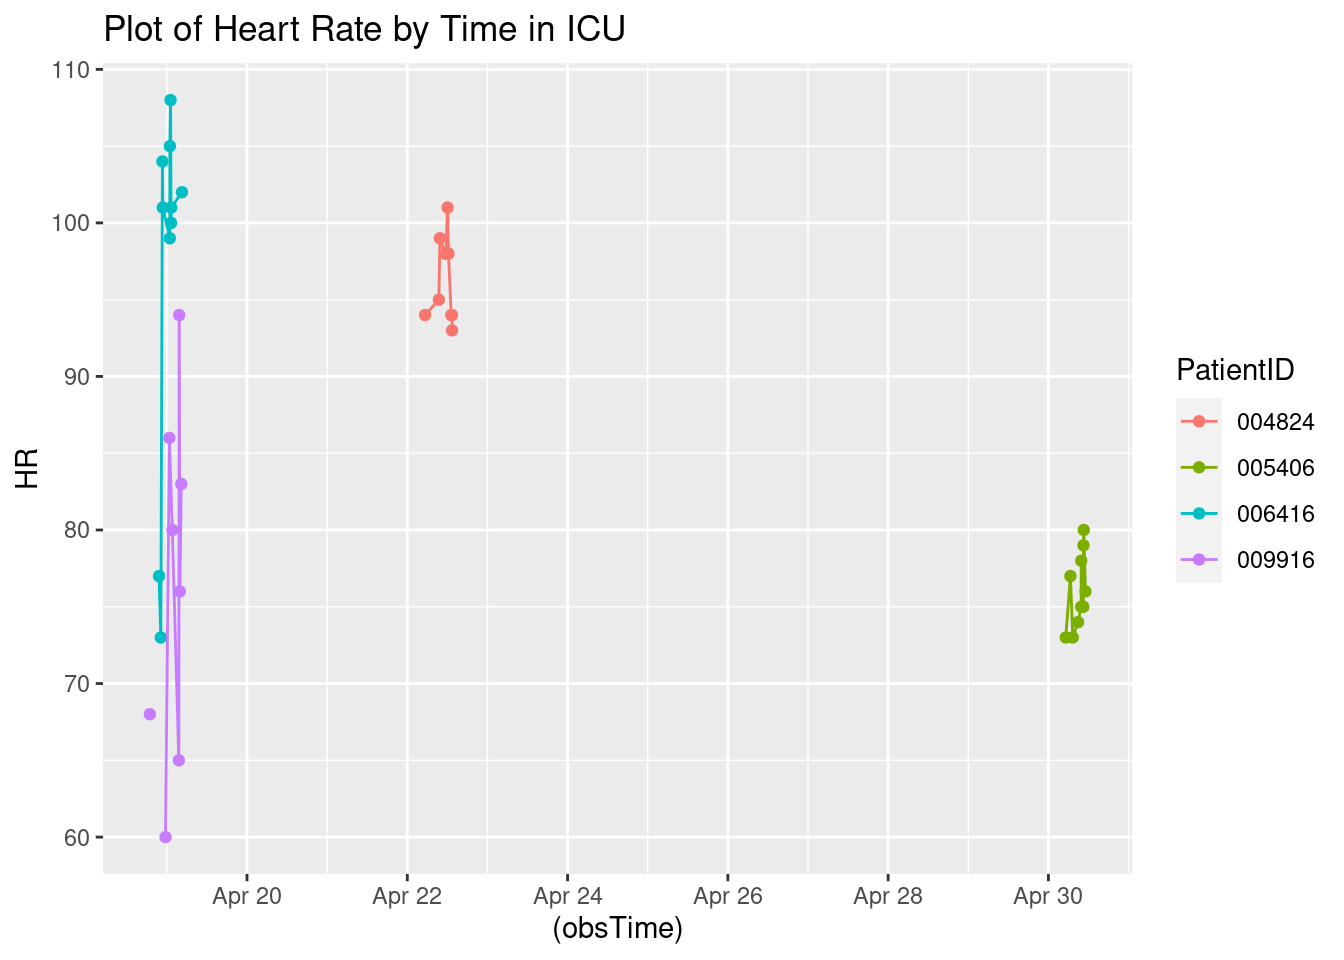 Plot of Heart Rate by Time in ICU
110
100
90
80
70
60
HR
Apr 20 Apr 22 Apr 24 Apr 26 Apr 28 Apr 30
(obsTime)
PatientID
004824
005406
006416
009916